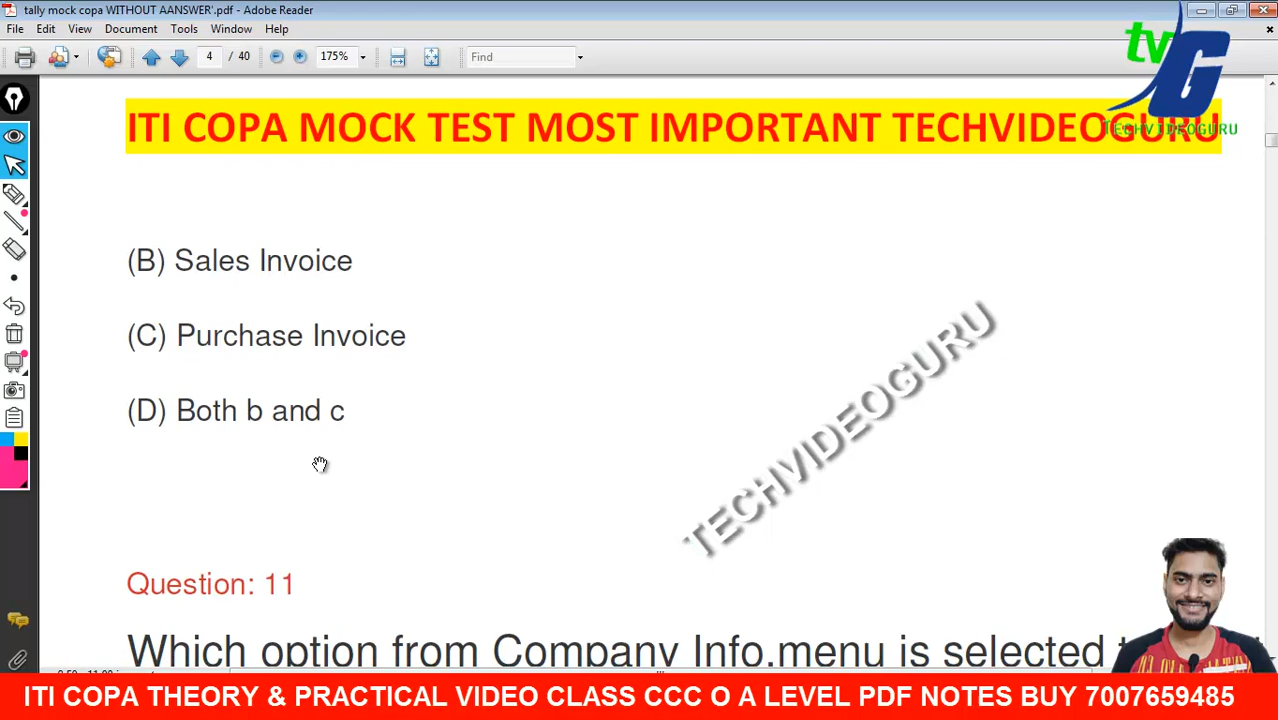 tally mock copa WITHOUT AANSWER'.pdf - Adobe Reader
File Edit View Document Tools Window Help
4 / 40 175% Find
tv G
TECHVIDEOGURU
ITI COPA MOCK TEST MOST IMPORTANT TECHVIDEOGURU
(B) Sales Invoice
(C) Purchase Invoice
(D) Both b and c
TECHVIDEOGURU
Question: 11
Which option from Company Info.menu is selected
ITI COPA THEORY & PRACTICAL VIDEO CLASS CCC O A LEVEL PDF NOTES BUY 7007659485